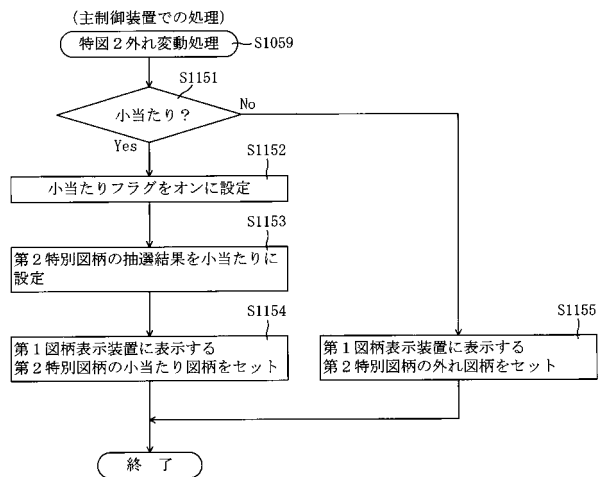 (主制御装置での処理)
特図2外れ変動処理
S1059
S1151
小当たり?
No
Yes
S1152
小当たりフラグをオンに設定
S1153
第2特別図柄の抽選結果を小当たりに
設定
S1154
第1図柄表示装置に表示する
第2特別図柄の小当たり図柄をセット
S1155
第1図柄表示装置に表示する
第2特別図柄の外れ図柄をセット
終 了